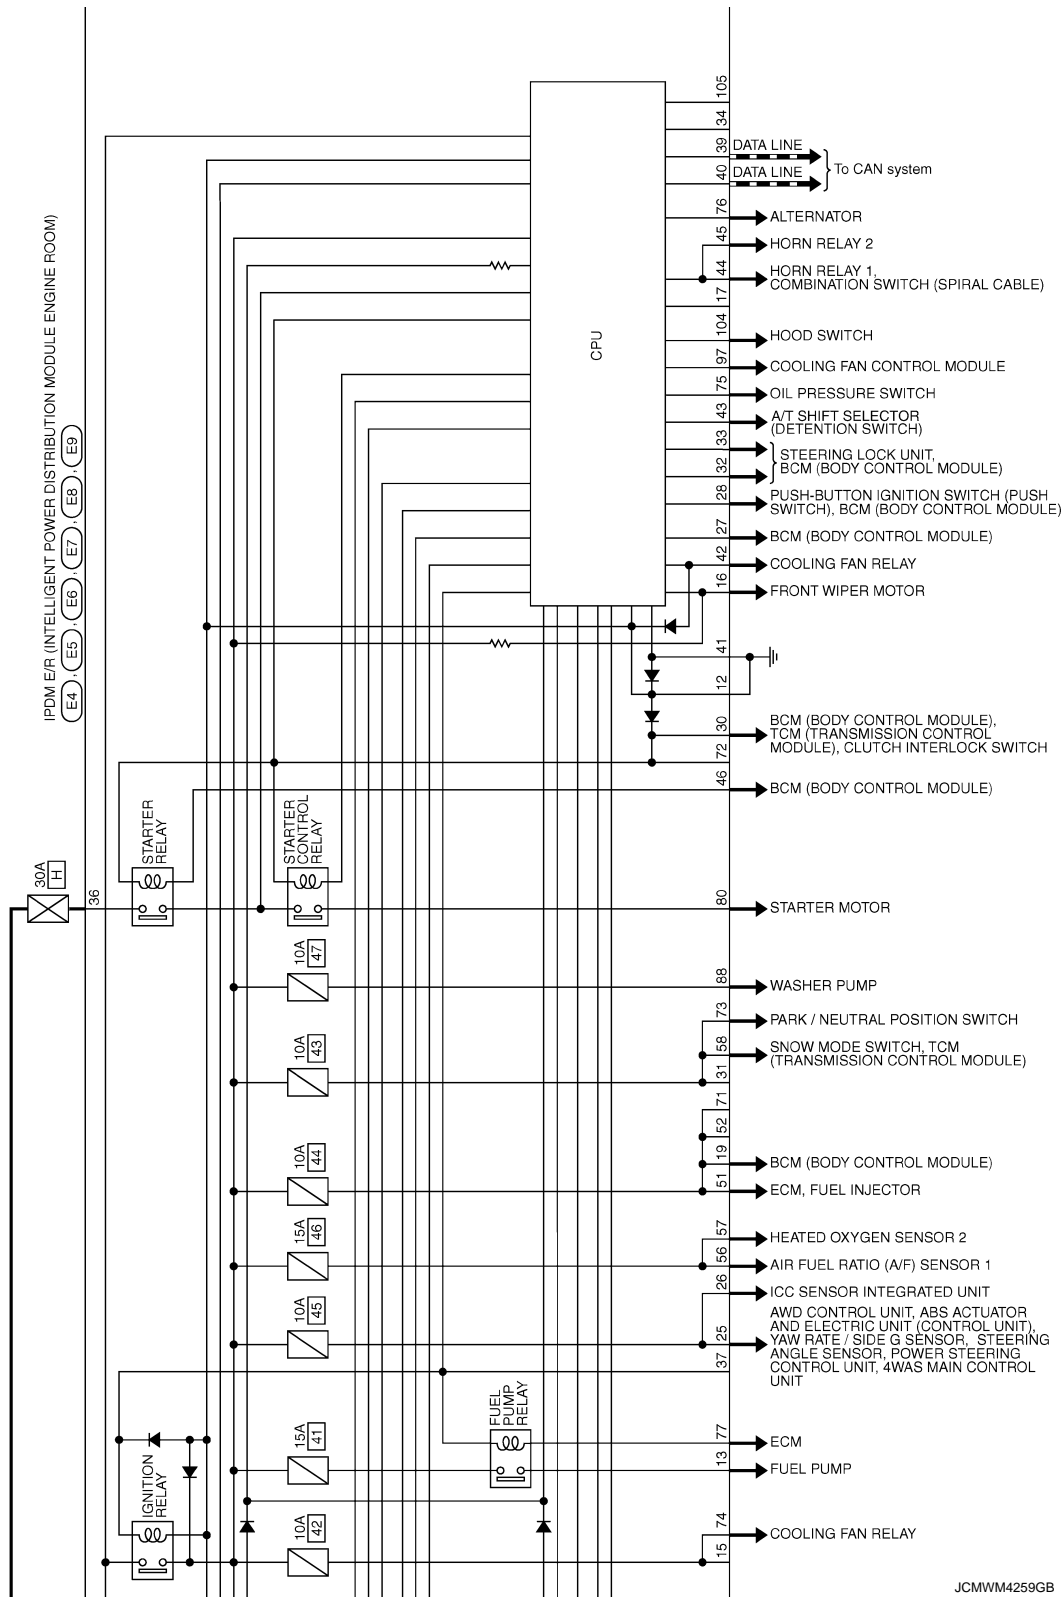 IPDM E/R (INTELLIGENT POWER DISTRIBUTION MODULE ENGINE ROOM)
E4 , E5 , E6 , E7 , E8 , E9
CPU
105
34
39 DATA LINE
40 DATA LINE
To CAN system
76 ALTERNATOR
45 HORN RELAY 2
44 HORN RELAY 1,
COMBINATION SWITCH (SPIRAL CABLE)
17
104 HOOD SWITCH
97 COOLING FAN CONTROL MODULE
75 OIL PRESSURE SWITCH
43 A/T SHIFT SELECTOR
(DETENTION SWITCH)
33
32
STEERING LOCK UNIT,
BCM (BODY CONTROL MODULE)
28 PUSH-BUTTON IGNITION SWITCH (PUSH
SWITCH), BCM (BODY CONTROL MODULE)
27 BCM (BODY CONTROL MODULE)
42 COOLING FAN RELAY
16 FRONT WIPER MOTOR
41
12
30 BCM (BODY CONTROL MODULE),
TCM (TRANSMISSION CONTROL
MODULE), CLUTCH INTERLOCK SWITCH
72
46 BCM (BODY CONTROL MODULE)
STARTER
RELAY
STARTER
CONTROL
RELAY
30A
H
36
80 STARTER MOTOR
10A
47
88 WASHER PUMP
73 PARK / NEUTRAL POSITION SWITCH
10A
43
58 SNOW MODE SWITCH, TCM
(TRANSMISSION CONTROL MODULE)
31
71
52
10A
44
19 BCM (BODY CONTROL MODULE)
51 ECM, FUEL INJECTOR
15A
46
57 HEATED OXYGEN SENSOR 2
56 AIR FUEL RATIO (A/F) SENSOR 1
10A
45
26 ICC SENSOR INTEGRATED UNIT
25 AWD CONTROL UNIT, ABS ACTUATOR
AND ELECTRIC UNIT (CONTROL UNIT),
YAW RATE / SIDE G SENSOR, STEERING
ANGLE SENSOR, POWER STEERING
CONTROL UNIT, 4WAS MAIN CONTROL
UNIT
37
FUEL
PUMP
RELAY
15A
41
77 ECM
13 FUEL PUMP
IGNITION
RELAY
10A
42
74 COOLING FAN RELAY
15
JCMWM4259GB